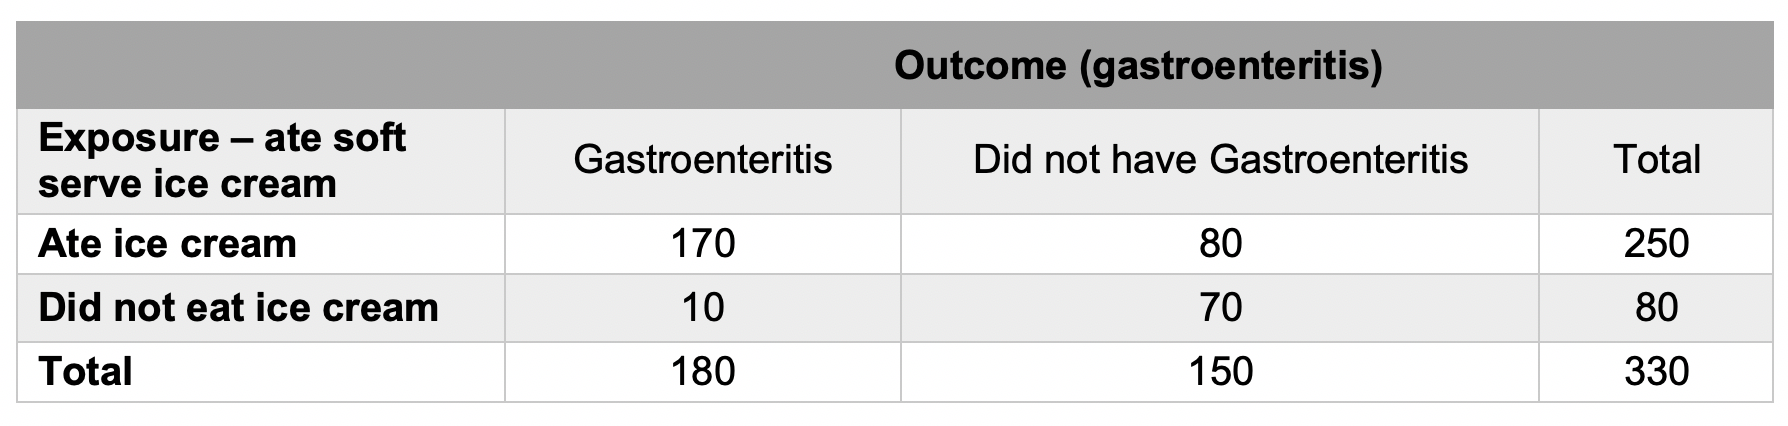 Outcome (gastroenteritis)
Exposure – ate soft
serve ice cream
Gastroenteritis
Did not have Gastroenteritis
Total
Ate ice cream 170 80 250
Did not eat ice cream 10 70 80
Total 180 150 330